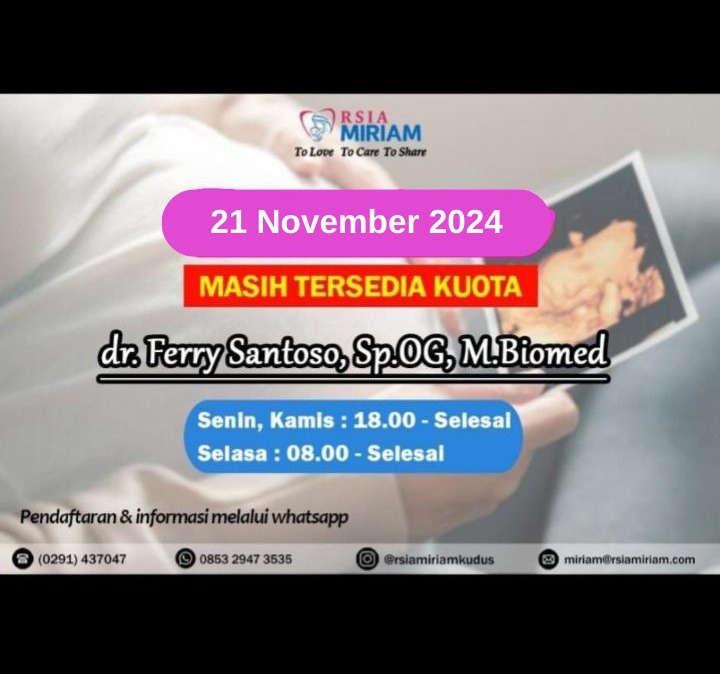 RSIA
MIRIAM
To Love To Care To Share
21 November 2024
MASIH TERSEDIA KUOTA
dr. Ferry Santoso, Sp.OG, M.Biomed
Senin, Kamis : 18.00 - Selesai
Selasa : 08.00 - Selesai
Pendaftaran & informasi melalui whatsapp
(0291) 437047
0853 2947 3535
@rsiamiriamkudus
miriam@rsiamiriam.com